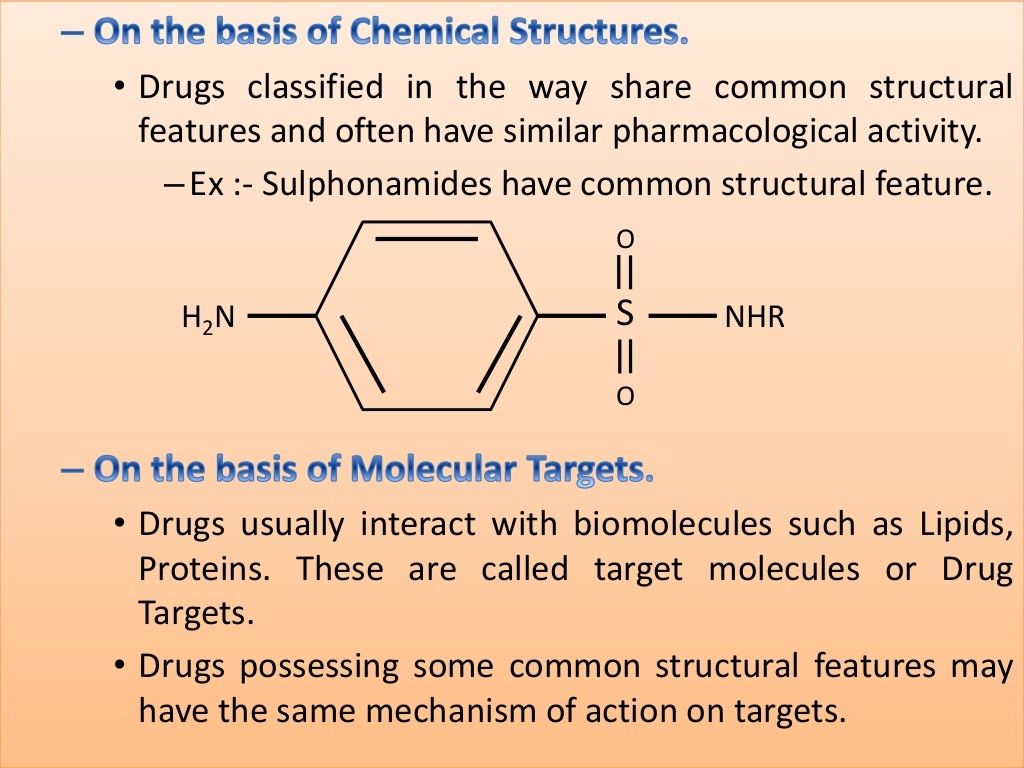 – On the basis of Chemical Structures.
• Drugs classified in the way share common structural
features and often have similar pharmacological activity.
– Ex :- Sulphonamides have common structural feature.
O
||
H₂N S NHR
||
O
– On the basis of Molecular Targets.
• Drugs usually interact with biomolecules such as Lipids,
Proteins. These are called target molecules or Drug
Targets.
• Drugs possessing some common structural features may
have the same mechanism of action on targets.